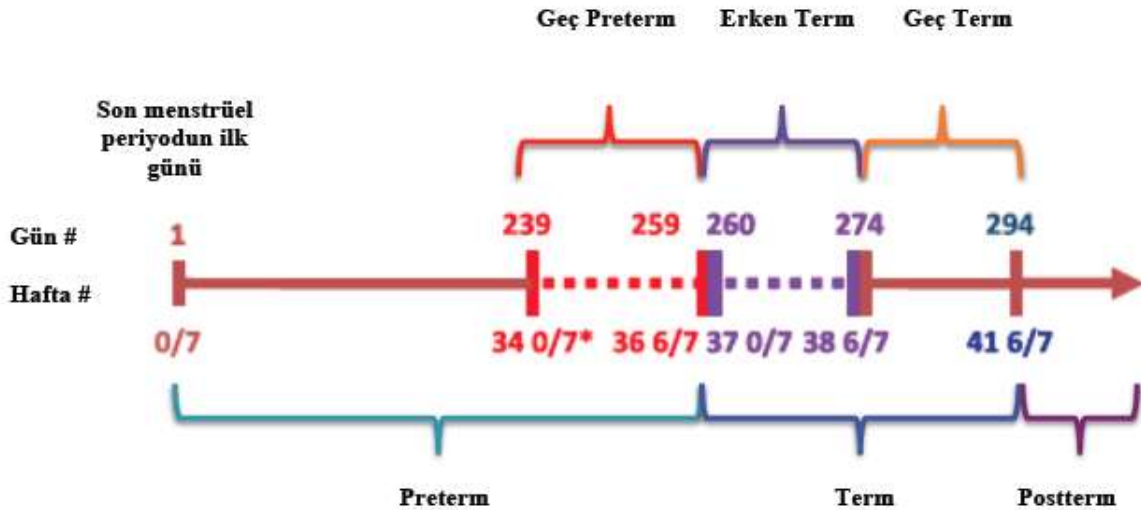 Geç Preterm Erken Term Geç Term
Son menstrüel
periyodun ilk
günü
Gün # 1 239 259 260 274 294
Hafta #
0/7 34 0/7* 36 6/7 37 0/7 38 6/7 41 6/7
Preterm Term Postterm